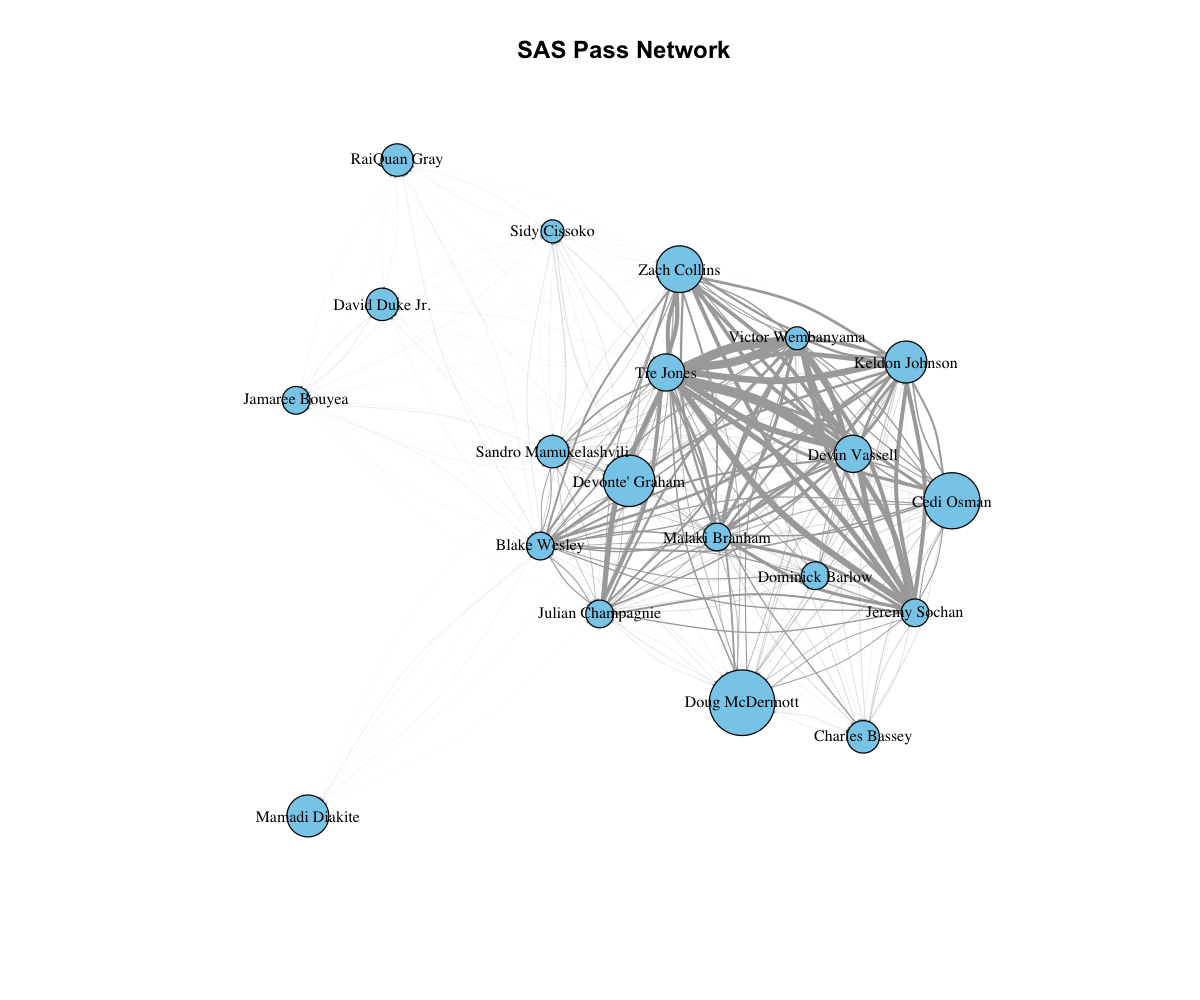 SAS Pass Network
RaiQuan Gray
Sidy Cissoko
Zach Collins
David Duke Jr.
Victor Wembanyama
Keldon Johnson
Tre Jones
Jamaree Bouyea
Sandro Mamukelashvili
Devin Vassell
Devonte' Graham
Cedi Osman
Malaki Branham
Blake Wesley
Dominick Barlow
Julian Champagnie
Jeremy Sochan
Doug McDermott
Charles Bassey
Mamadi Diakite